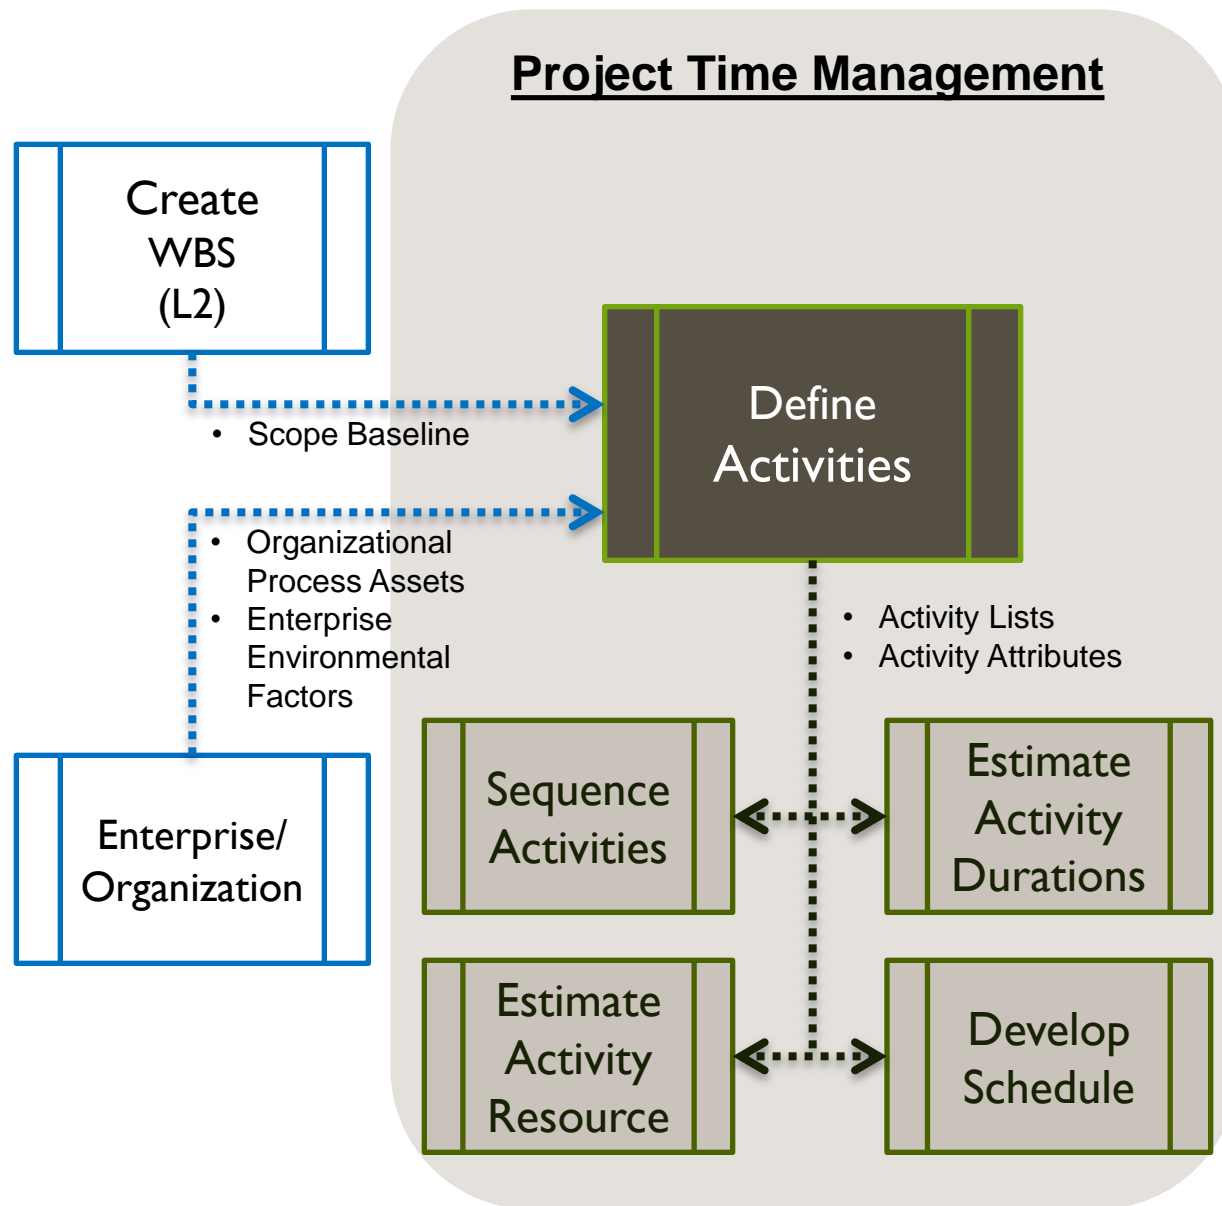 Project Time Management
Create
WBS
(L2)
Define
Activities
• Scope Baseline
• Organizational
Process Assets
• Enterprise
Environmental
Factors
• Activity Lists
• Activity Attributes
Enterprise/
Organization
Sequence
Activities
Estimate
Activity
Durations
Estimate
Activity
Resource
Develop
Schedule